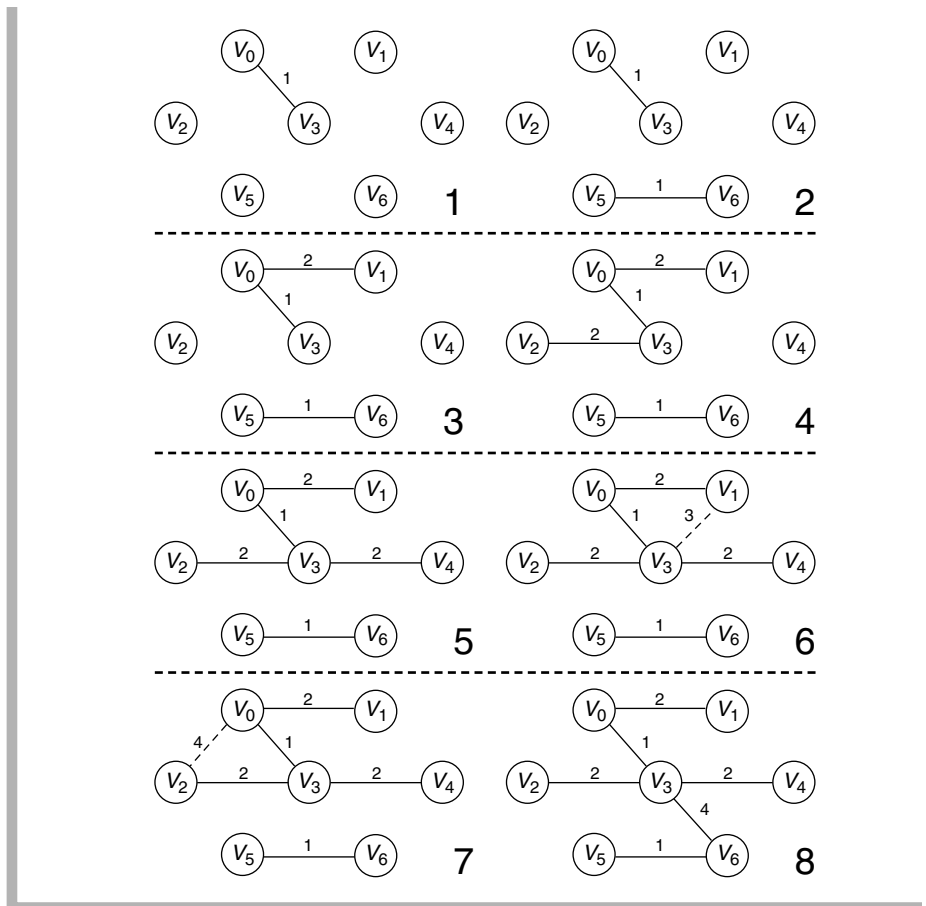 V0 V1 V0 V1
1 1
V2 V3 V4 V2 V3 V4
1
V5 V6 1 V5 V6 2
2 2
V0 V1 V0 V1
1 1
2
V2 V3 V4 V2 V3 V4
1 1
V5 V6 3 V5 V6 4
2 2
V0 V1 V0 V1
1 1 3
2 2 2 2
V2 V3 V4 V2 V3 V4
1 1
V5 V6 5 V5 V6 6
2 2
V0 V1 V0 V1
4 1 1
2 2 2 2
V2 V3 V4 V2 V3 V4
4
1 1
V5 V6 7 V5 V6 8